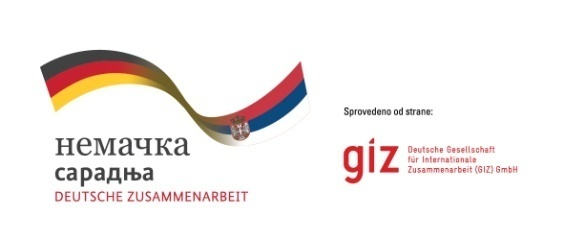 немачка
сарадња
DEUTSCHE ZUSAMMENARBEIT
Sprovedeno od strane:
giz
Deutsche Gesellschaft
für Internationale
Zusammenarbeit (GIZ) GmbH